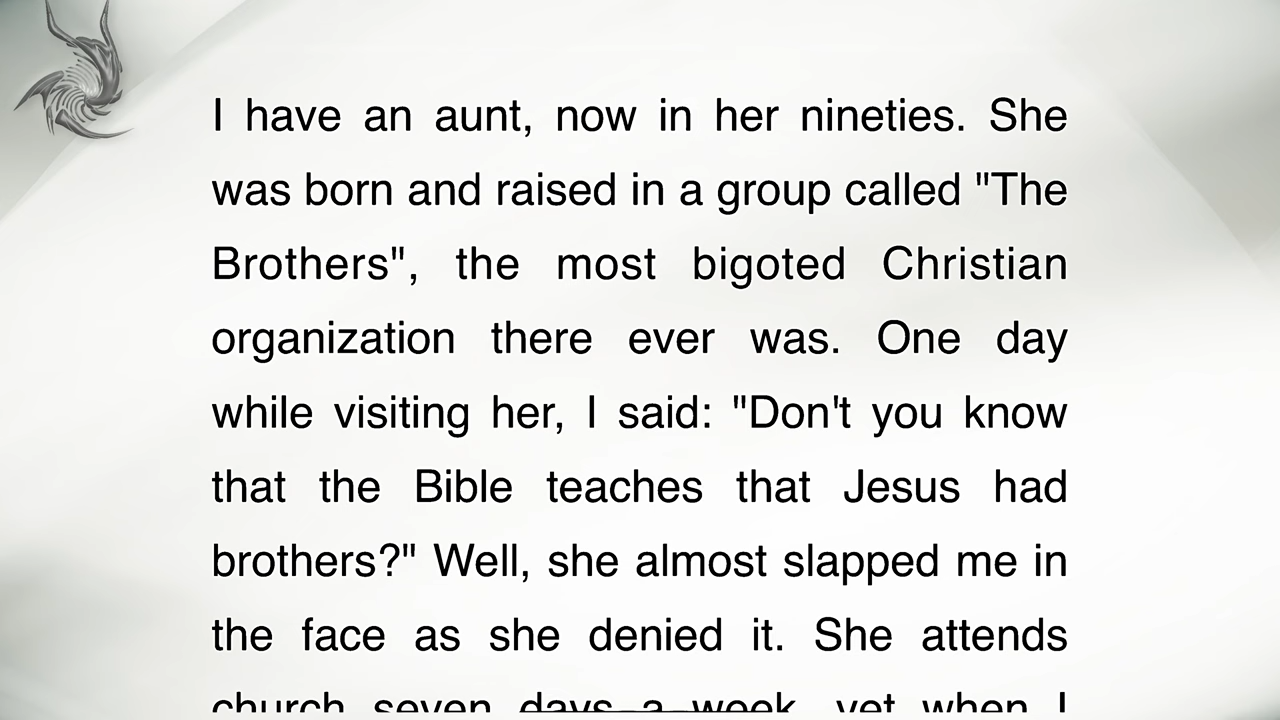 I have an aunt, now in her nineties. She
was born and raised in a group called "The
Brothers", the most bigoted Christian
organization there ever was. One day
while visiting her, I said: "Don't you know
that the Bible teaches that Jesus had
brothers?" Well, she almost slapped me in
the face as she denied it. She attends
church seven days a week, yet when I